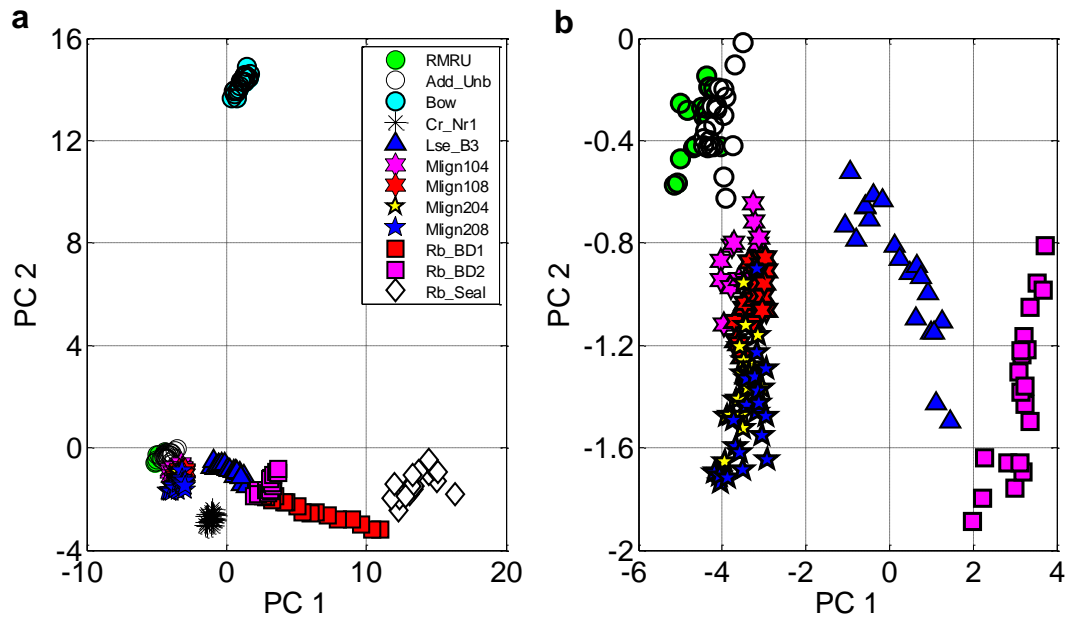 a
b
16
12
8
4
0
-4
-10
0
10
20
PC 1
PC 2
RMRU
Add_Unb
Bow
Cr_Nr1
Lse_B3
Mlign104
Mlign108
Mlign204
Mlign208
Rb_BD1
Rb_BD2
Rb_Seal
0
-0.4
-0.8
-1.2
-1.6
-2
-6
-4
-2
0
2
4
PC 1
PC 2